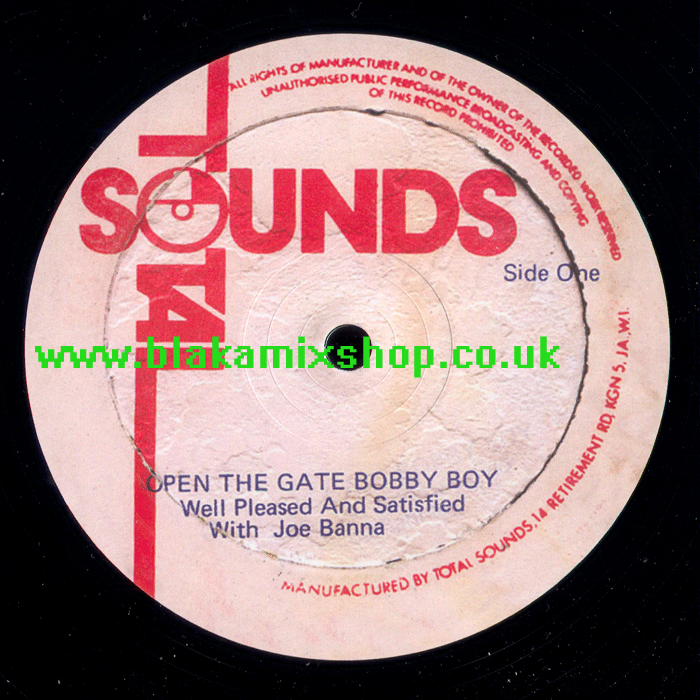 ALL RIGHTS OF MANUFACTURER AND OF THE OWNER OF THE RECORDED WORK RESERVED
UNAUTHORISED PUBLIC PERFORMANCE BROADCASTING AND COPYING
OF THIS RECORD PROHIBITED
TOTAL
SOUNDS
Side One
www.blakamixshop.co.uk
OPEN THE GATE BOBBY BOY
Well Pleased And Satisfied
With Joe Banna
MANUFACTURED BY TOTAL SOUNDS, 14 RETIREMENT RD, KGN 5, JA., W.I.